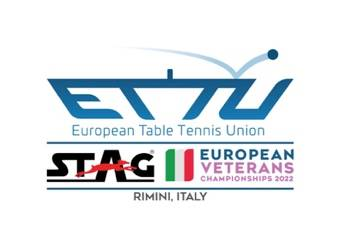 ETTU
European Table Tennis Union
STAG
EUROPEAN
VETERANS
CHAMPIONSHIPS 2022
RIMINI, ITALY